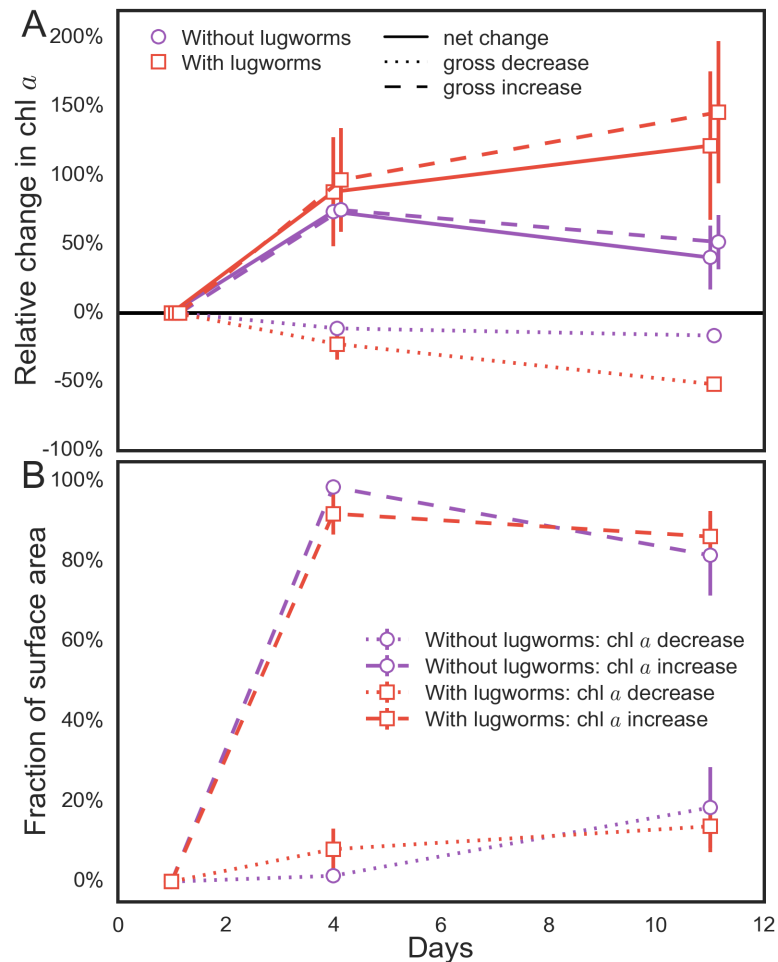 A
200%
150%
100%
50%
0%
-50%
-100%
Relative change in chl a
Without lugworms
With lugworms
net change
gross decrease
gross increase
B
100%
80%
60%
40%
20%
0%
Fraction of surface area
Without lugworms: chl a decrease
Without lugworms: chl a increase
With lugworms: chl a decrease
With lugworms: chl a increase
0 2 4 6 8 10 12
Days